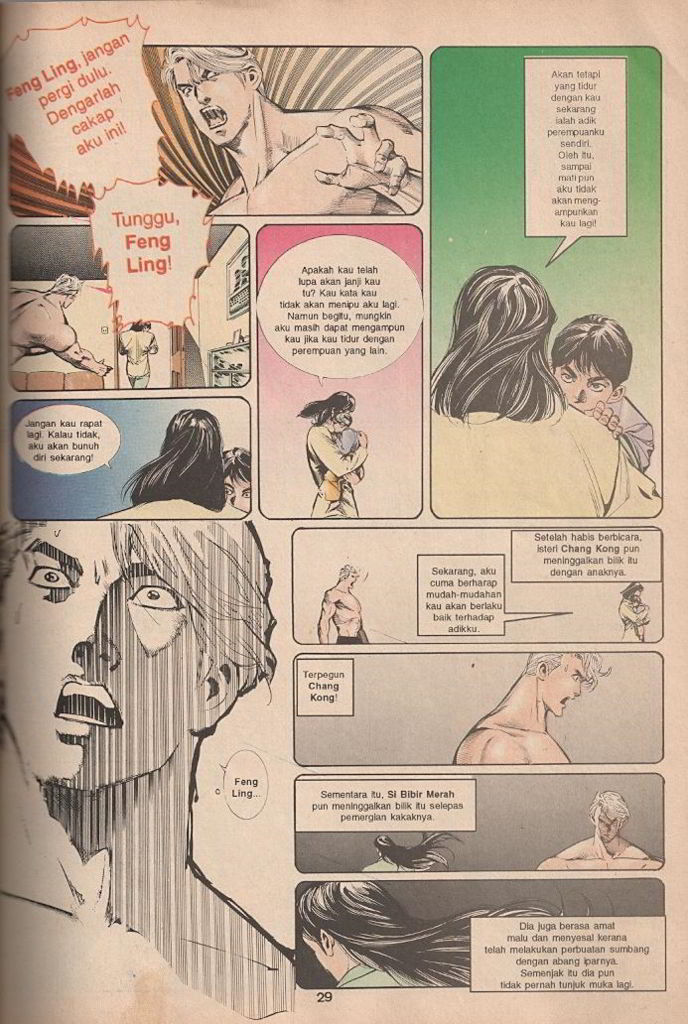 Feng Ling, jangan
pergi dulu.
Dengarlah
cakap
aku ini!
Tunggu,
Feng
Ling!
Apakah kau telah
lupa akan janji kau
tu? Kau kata kau
tidak akan menipu aku lagi.
Namun begitu, mungkin
aku masih dapat mengampun
kau jika kau tidur dengan
perempuan yang lain.
Akan tetapi
yang tidur
dengan kau
sekarang
ialah adik
perempuanku
sendiri.
Oleh itu,
sampai
mati pun
aku tidak
akan meng-
ampunkan
kau lagi!
Jangan kau rapat
lagi. Kalau tidak,
aku akan bunuh
diri sekarang!
Setelah habis berbicara,
isteri Chang Kong pun
meninggalkan bilik itu
dengan anaknya.
Sekarang, aku
cuma berharap
mudah-mudahan
kau akan berlaku
baik terhadap
adikku.
Terpegun
Chang
Kong!
Feng
Ling...
Sementara itu, Si Bibir Merah
pun meninggalkan bilik itu selepas
pemergian kakaknya.
Dia juga berasa amat
malu dan menyesal kerana
telah melakukan perbuatan sumbang
dengan abang iparnya.
Semenjak itu dia pun
tidak pernah tunjuk muka lagi.
29